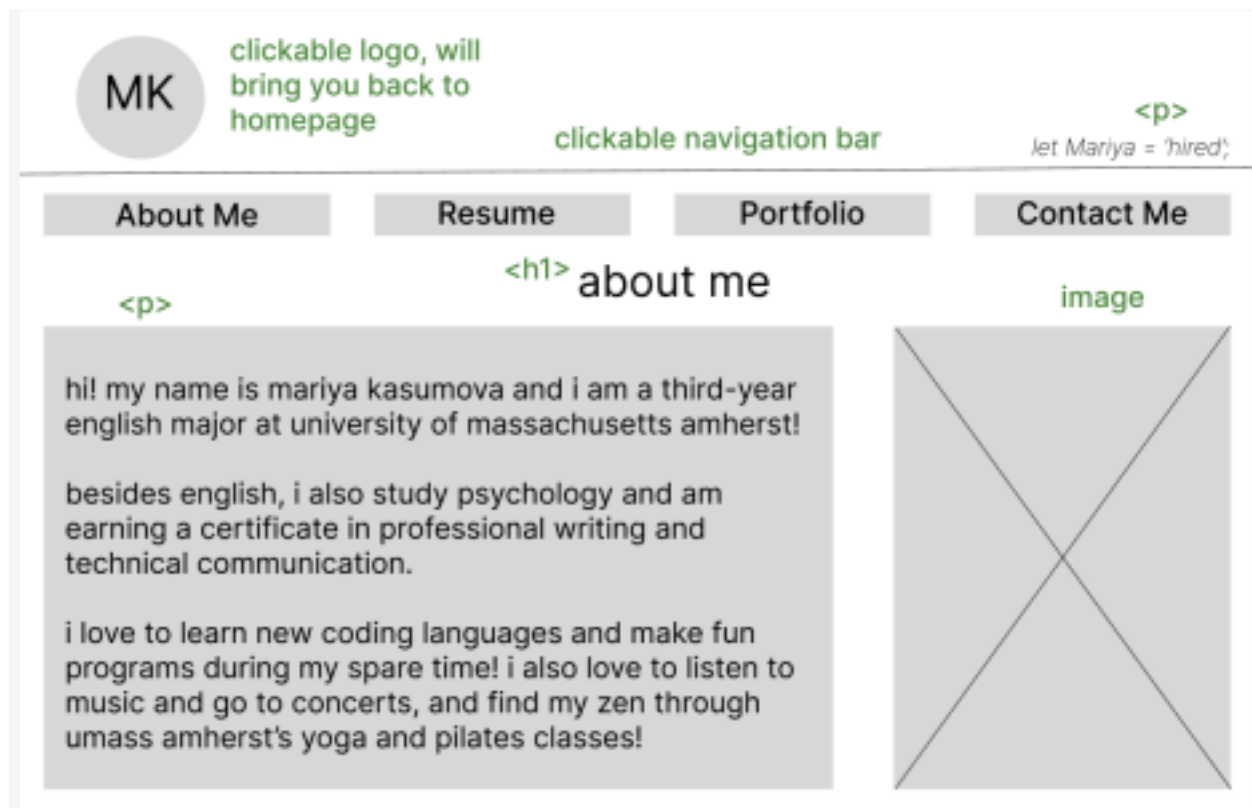 MK
clickable logo, will
bring you back to
homepage
clickable navigation bar
<p>
let Mariya = 'hired';
About Me
Resume
Portfolio
Contact Me
<h1> about me
<p>
image
hi! my name is mariya kasumova and i am a third-year
english major at university of massachusetts amherst!
besides english, i also study psychology and am
earning a certificate in professional writing and
technical communication.
i love to learn new coding languages and make fun
programs during my spare time! i also love to listen to
music and go to concerts, and find my zen through
umass amherst's yoga and pilates classes!